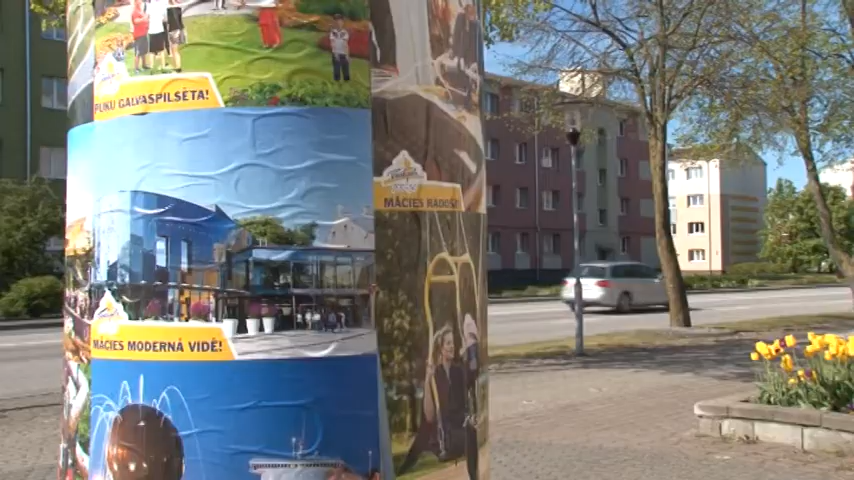 PUKU GALVASPILSĒTA!
MĀCIES RADOŠI
MĀCIES MODERNĀ VIDĒ!